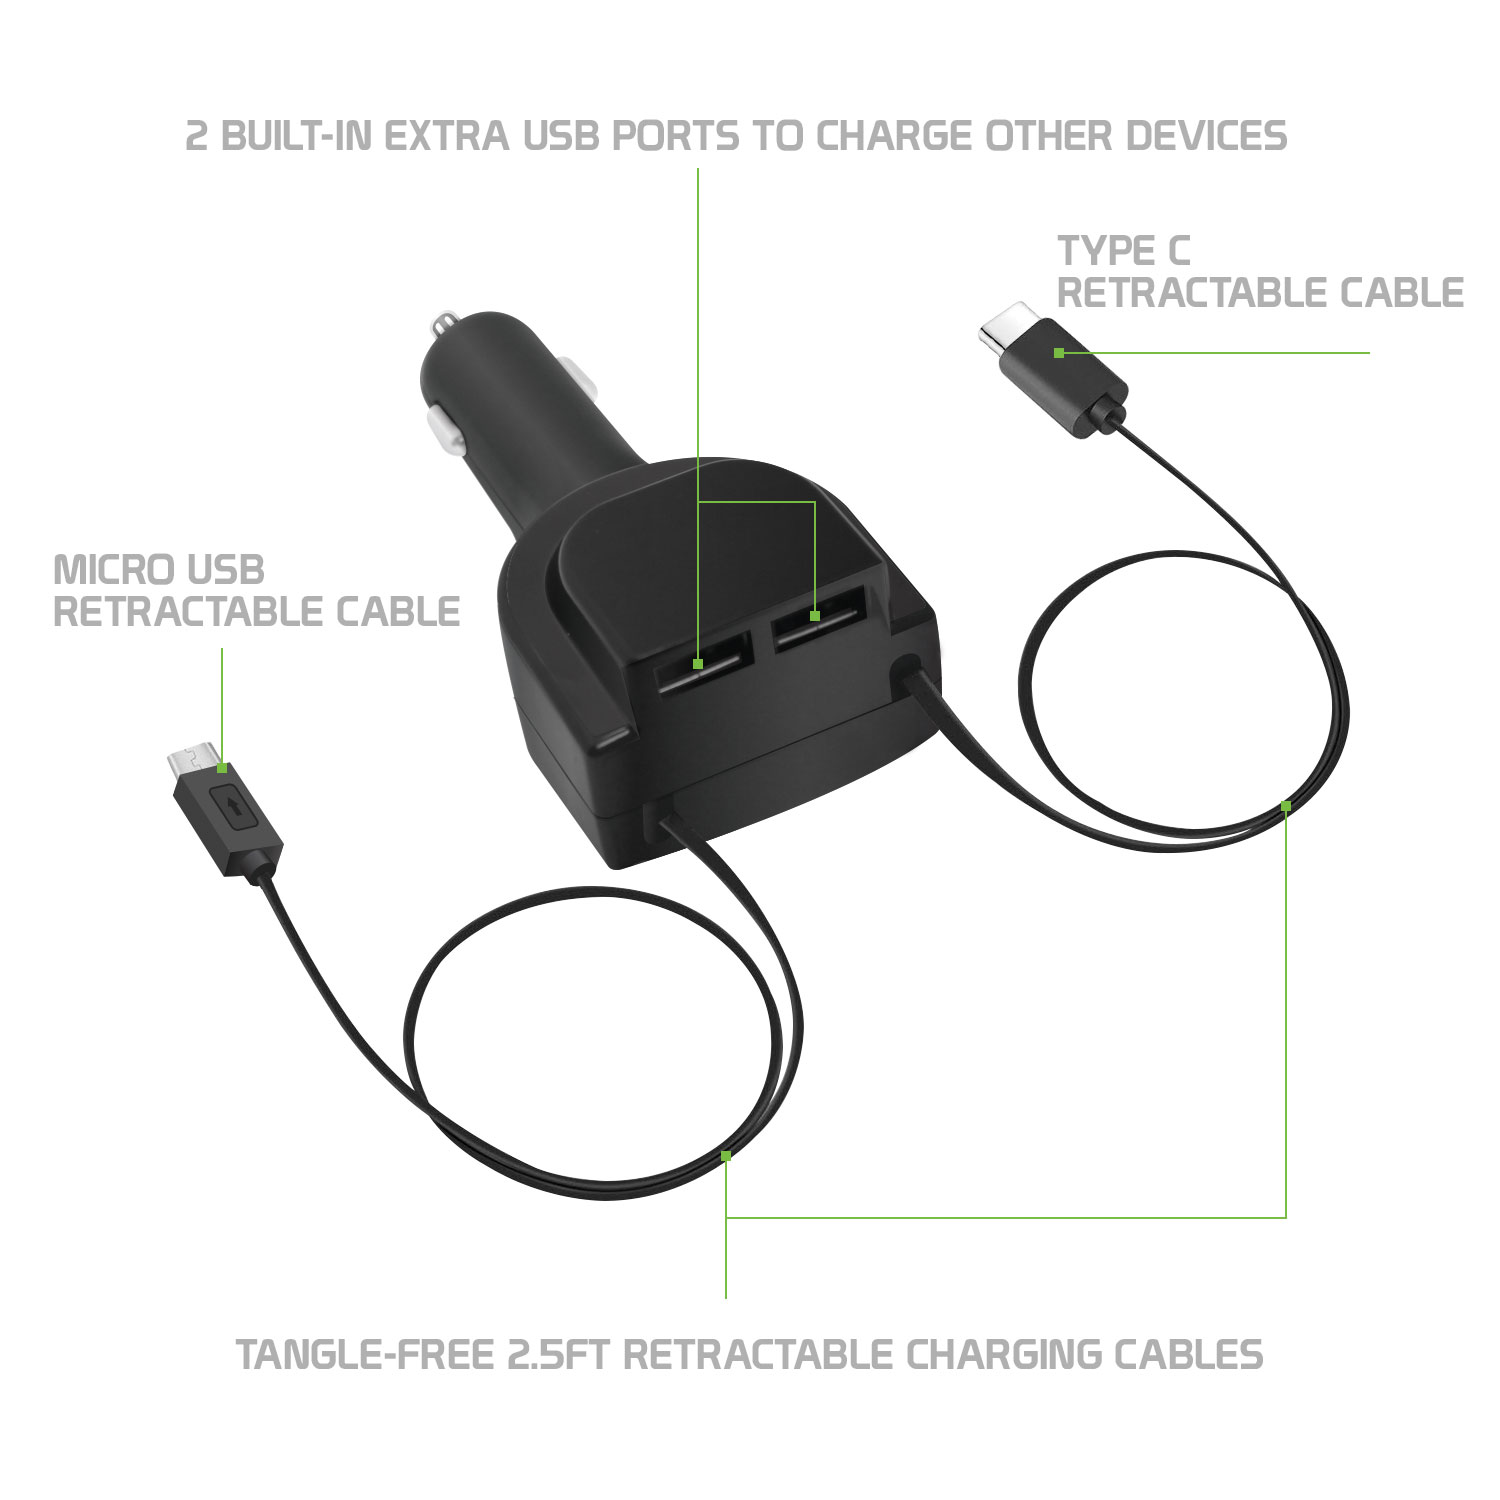 2 BUILT-IN EXTRA USB PORTS TO CHARGE OTHER DEVICES
TYPE C
RETRACTABLE CABLE
MICRO USB
RETRACTABLE CABLE
TANGLE-FREE 2.5FT RETRACTABLE CHARGING CABLES